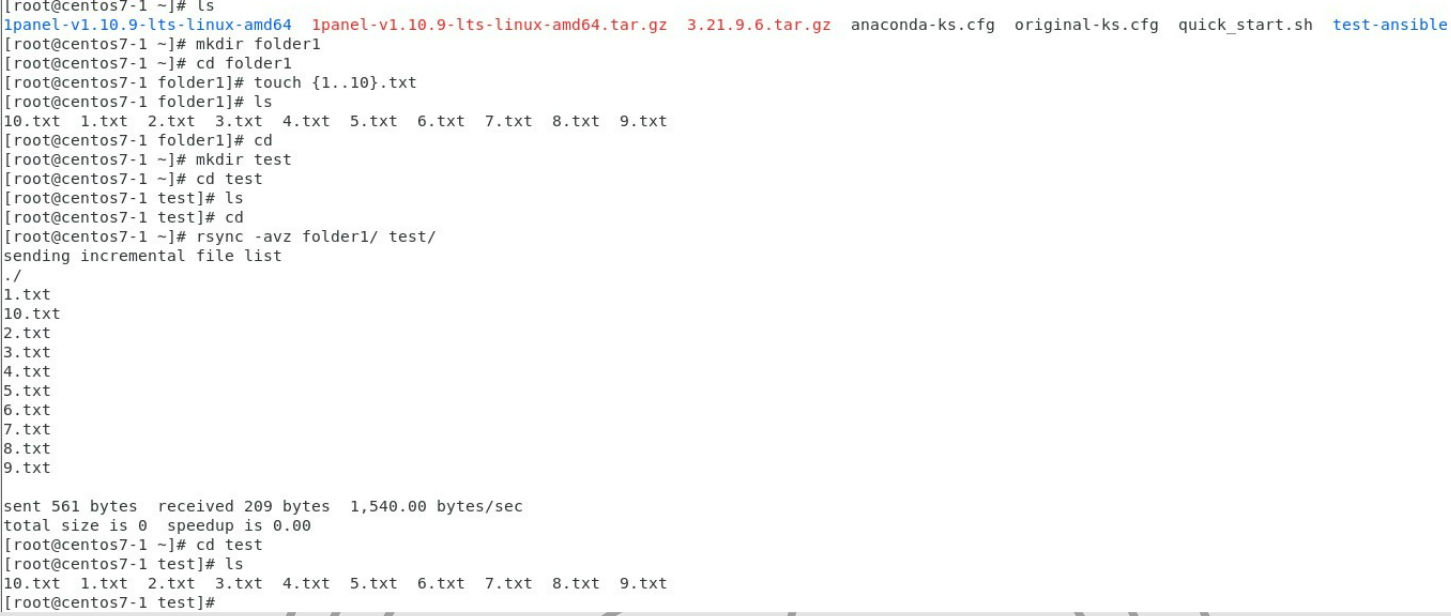 [root@centos7-1 ~]# ls
1panel-v1.10.9-lts-linux-amd64  1panel-v1.10.9-lts-linux-amd64.tar.gz  3.21.9.6.tar.gz  anaconda-ks.cfg  original-ks.cfg  quick_start.sh  test-ansible
[root@centos7-1 ~]# mkdir folder1
[root@centos7-1 ~]# cd folder1
[root@centos7-1 folder1]# touch {1..10}.txt
[root@centos7-1 folder1]# ls
10.txt  1.txt  2.txt  3.txt  4.txt  5.txt  6.txt  7.txt  8.txt  9.txt
[root@centos7-1 folder1]# cd
[root@centos7-1 ~]# mkdir test
[root@centos7-1 ~]# cd test
[root@centos7-1 test]# ls
[root@centos7-1 test]# cd
[root@centos7-1 ~]# rsync -avz folder1/ test/
sending incremental file list
./
1.txt
10.txt
2.txt
3.txt
4.txt
5.txt
6.txt
7.txt
8.txt
9.txt
sent 561 bytes  received 209 bytes  1,540.00 bytes/sec
total size is 0  speedup is 0.00
[root@centos7-1 ~]# cd test
[root@centos7-1 test]# ls
10.txt  1.txt  2.txt  3.txt  4.txt  5.txt  6.txt  7.txt  8.txt  9.txt
[root@centos7-1 test]#